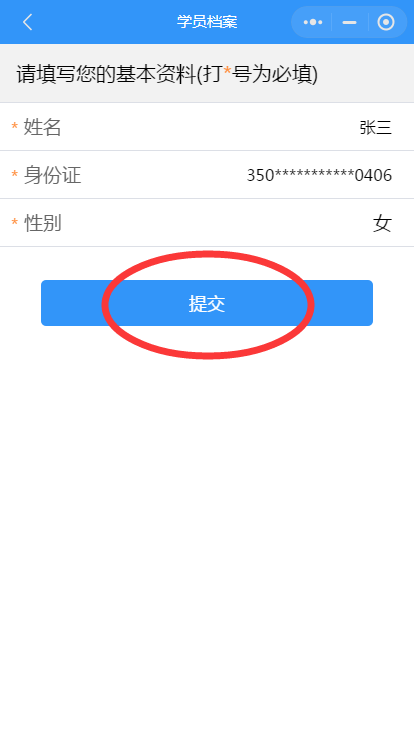 学员档案
请填写您的基本资料(打*号为必填)
* 姓名 张三
* 身份证 350***********0406
* 性别 女
提交